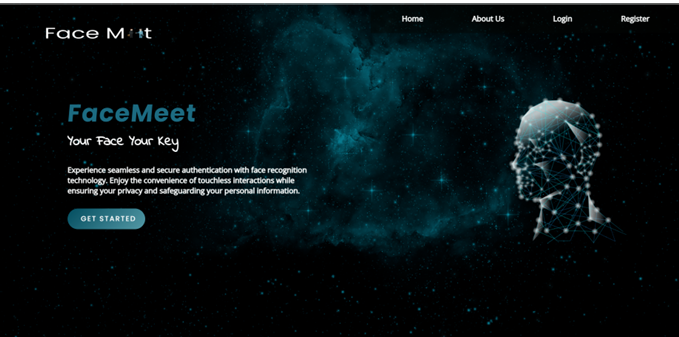 Home About Us Login Register
Face M t
FaceMeet
Your Face Your Key
Experience seamless and secure authentication with face recognition
technology. Enjoy the convenience of touchless interactions while
ensuring your privacy and safeguarding your personal information.
GET STARTED